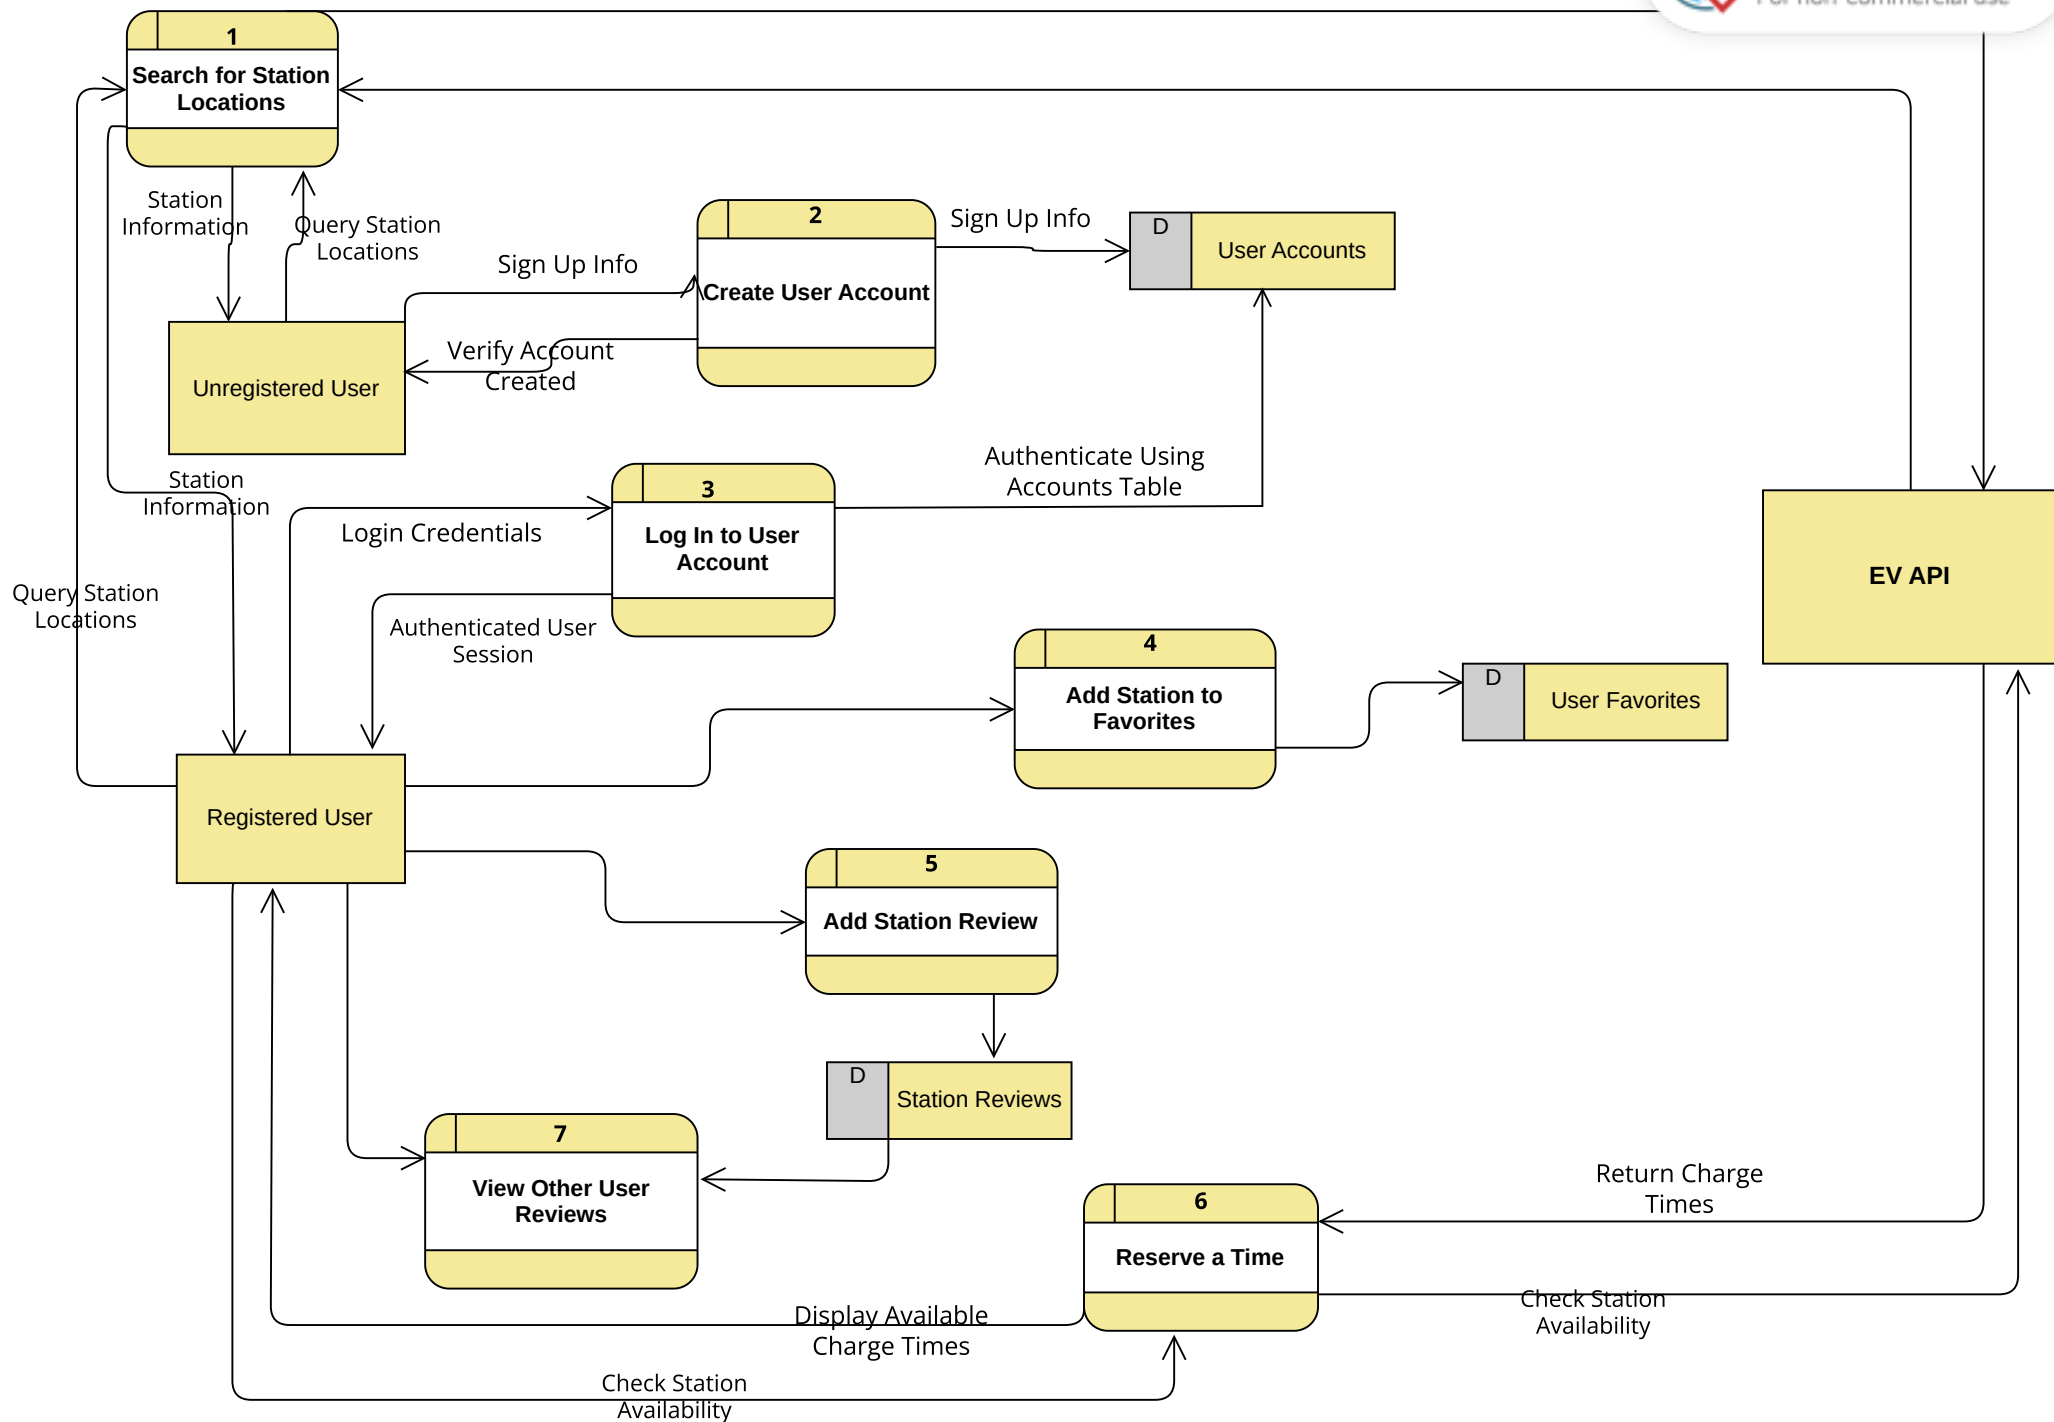 For non-commercial use
1
Search for Station
Locations
Station
Information
Query Station
Locations
2
Create User Account
Sign Up Info
Sign Up Info
D
User Accounts
Verify Account
Created
Unregistered User
Authenticate Using
Accounts Table
3
Log In to User
Account
Station
Information
Login Credentials
Query Station
Locations
Authenticated User
Session
EV API
4
Add Station to
Favorites
D
User Favorites
Registered User
5
Add Station Review
D
Station Reviews
7
View Other User
Reviews
6
Reserve a Time
Return Charge
Times
Check Station
Availability
Display Available
Charge Times
Check Station
Availability